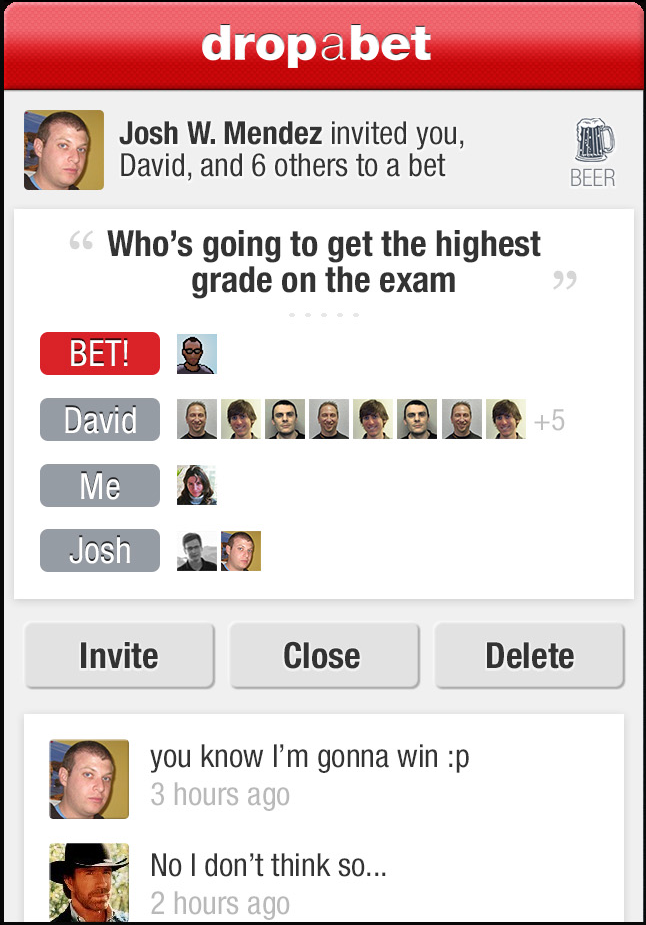 dropabet
Josh W. Mendez invited you,
David, and 6 others to a bet
BEER
“ Who’s going to get the highest
grade on the exam ”
BET!
David
+5
Me
Josh
Invite
Close
Delete
you know I’m gonna win :p
3 hours ago
No I don’t think so...
2 hours ago